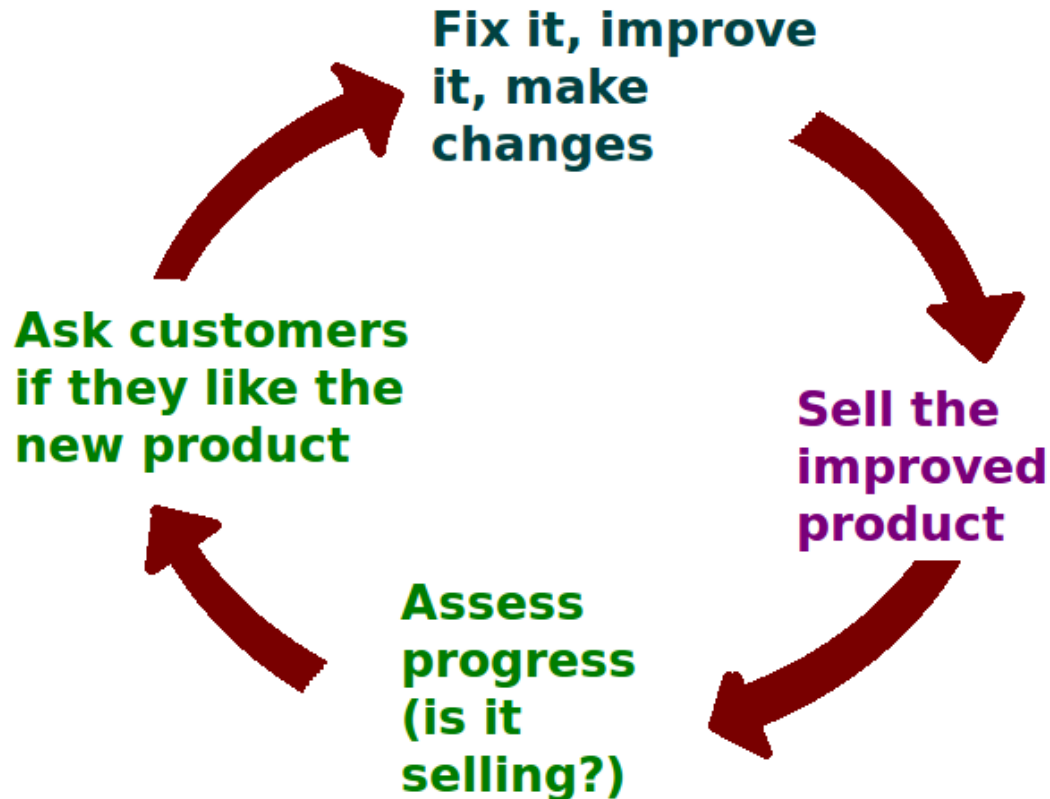 Fix it, improve
it, make
changes
Sell the
improved
product
Assess
progress
(is it
selling?)
Ask customers
if they like the
new product